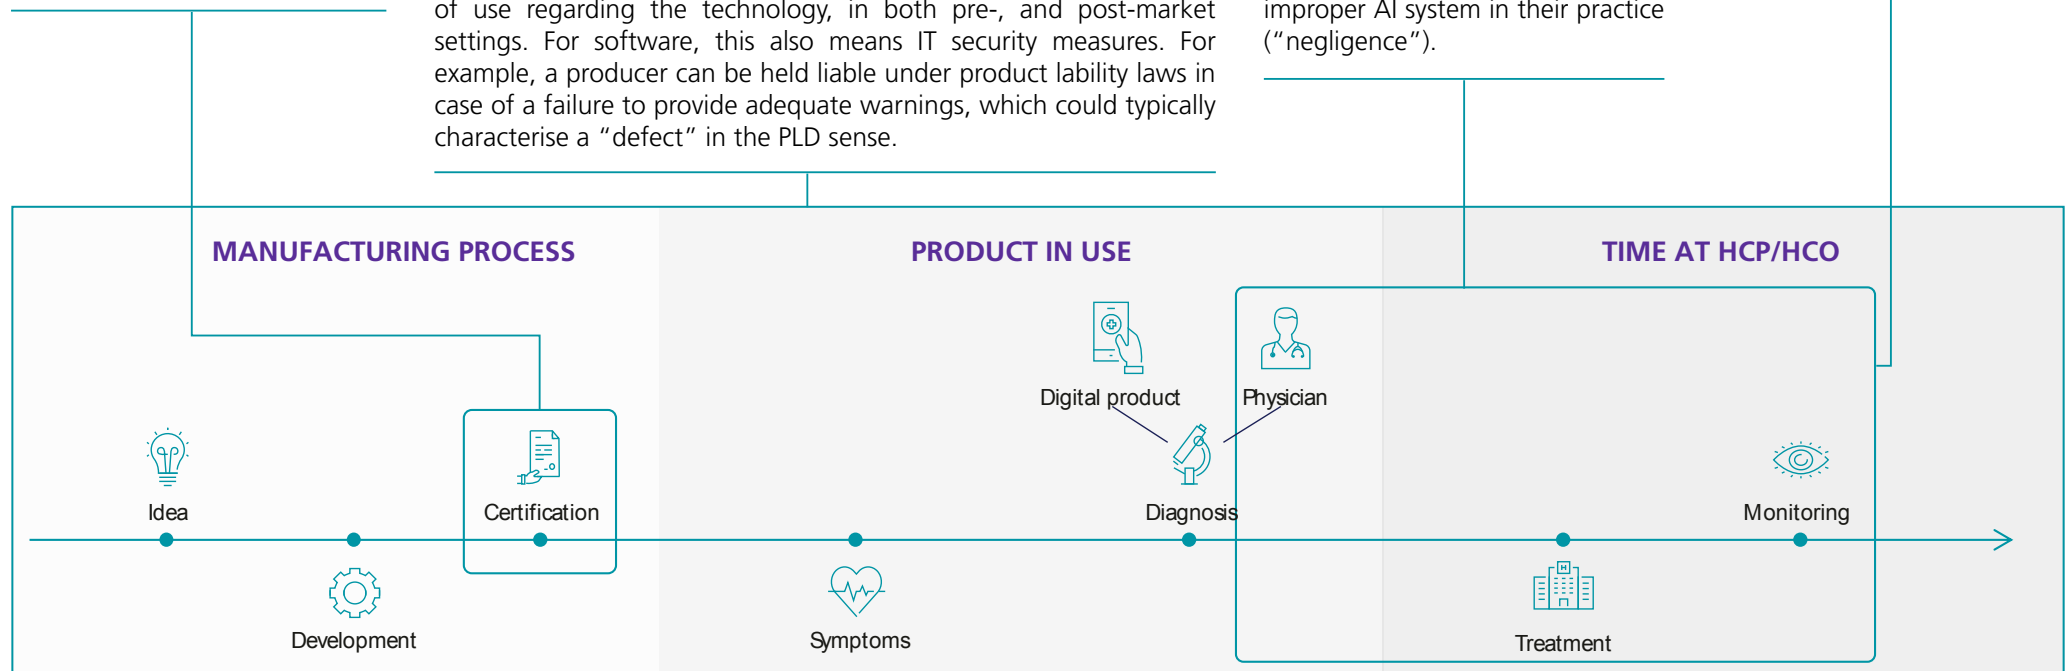 of use regarding the technology, in both pre-, and post-market
settings. For software, this also means IT security measures. For
example, a producer can be held liable under product lability laws in
case of a failure to provide adequate warnings, which could typically
characterise a “defect” in the PLD sense.
improper AI system in their practice
(“negligence”).
MANUFACTURING PROCESS
PRODUCT IN USE
TIME AT HCP/HCO
Digital product
Physician
Idea
Certification
Diagnosis
Monitoring
Development
Symptoms
Treatment
H